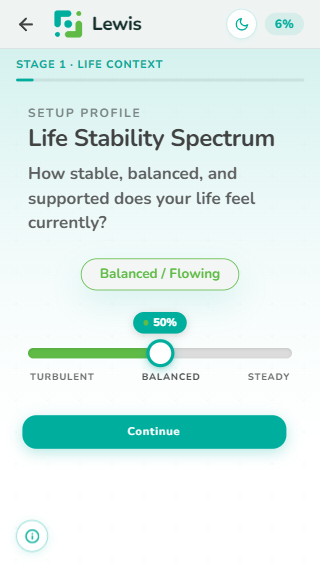 Lewis
6%
STAGE 1 · LIFE CONTEXT
SETUP PROFILE
Life Stability Spectrum
How stable, balanced, and
supported does your life feel
currently?
Balanced / Flowing
50%
TURBULENT BALANCED STEADY
Continue